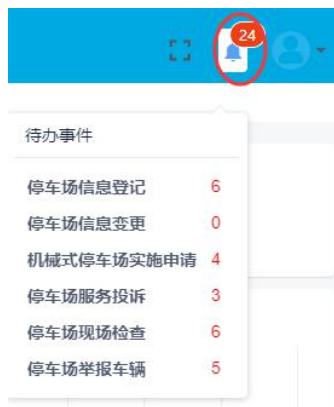 24
待办事件
停车场信息登记 6
停车场信息变更 0
机械式停车场实施申请 4
停车场服务投诉 3
停车场现场检查 6
停车场举报车辆 5